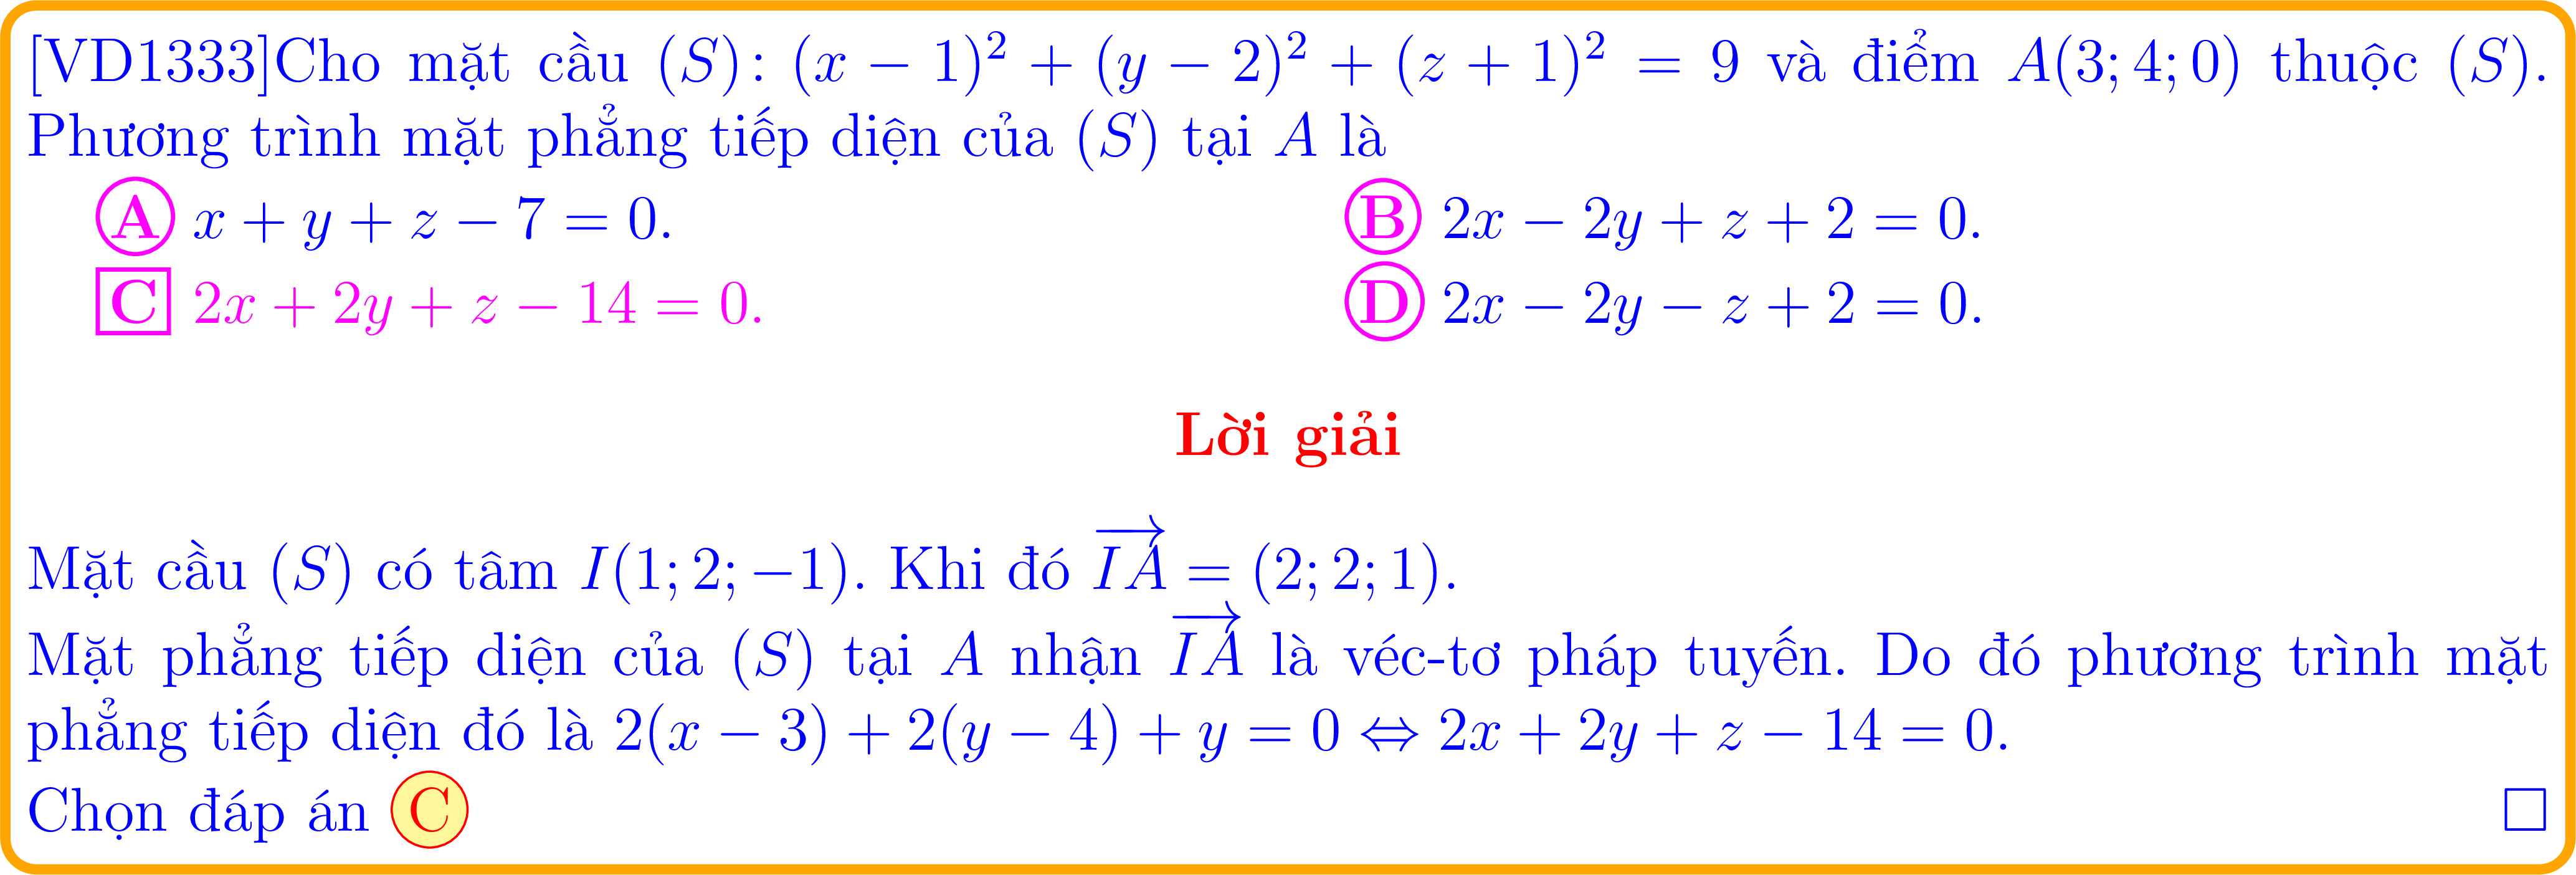 [VD1333]Cho mặt cầu (S): (x − 1)² + (y − 2)² + (z + 1)² = 9 và điểm A(3; 4; 0) thuộc (S).
Phương trình mặt phẳng tiếp diện của (S) tại A là
A x + y + z − 7 = 0. B 2x − 2y + z + 2 = 0.
C 2x + 2y + z − 14 = 0. D 2x − 2y − z + 2 = 0.
Lời giải
Mặt cầu (S) có tâm I(1; 2; −1). Khi đó \overrightarrow{IA} = (2; 2; 1).
Mặt phẳng tiếp diện của (S) tại A nhận \overrightarrow{IA} là véc-tơ pháp tuyến. Do đó phương trình mặt
phẳng tiếp diện đó là 2(x − 3) + 2(y − 4) + y = 0 ⇔ 2x + 2y + z − 14 = 0.
Chọn đáp án C □